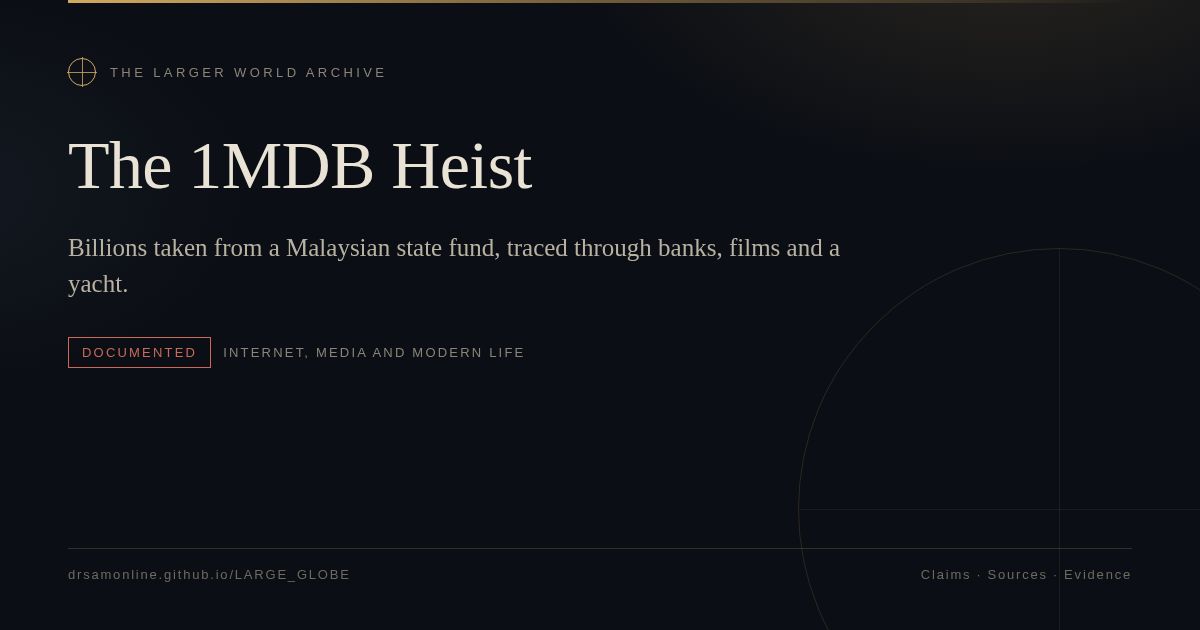 THE LARGER WORLD ARCHIVE
The 1MDB Heist
Billions taken from a Malaysian state fund, traced through banks, films and a
yacht.
DOCUMENTED INTERNET, MEDIA AND MODERN LIFE
drsamonline.github.io/LARGE_GLOBE Claims · Sources · Evidence